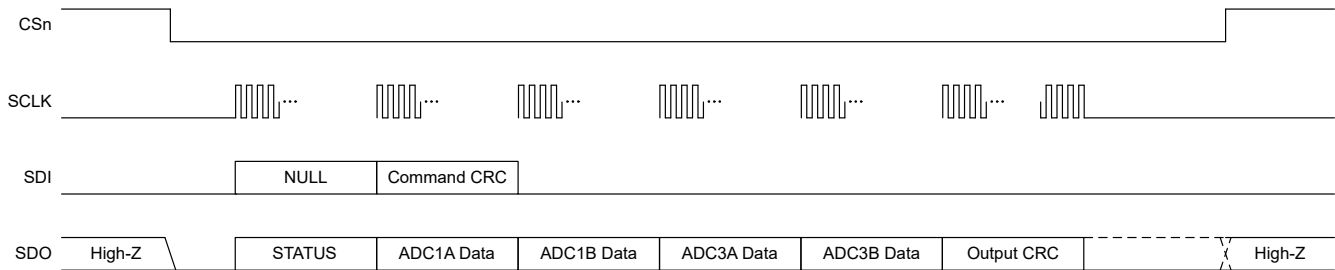 CSn
SCLK
SDI NULL Command CRC
SDO High-Z STATUS ADC1A Data ADC1B Data ADC3A Data ADC3B Data Output CRC High-Z